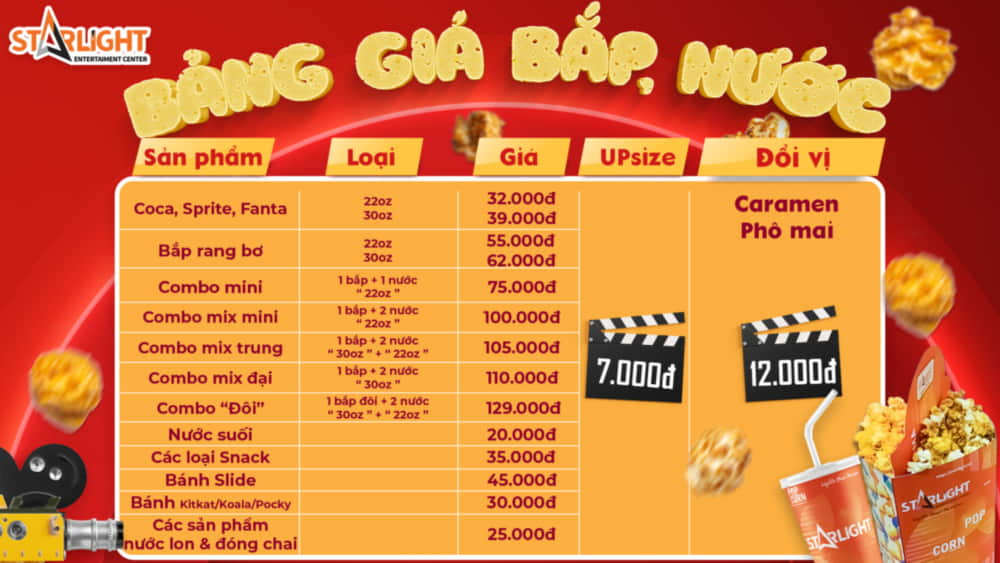 STARLIGHT
ENTERTAIMENT CENTER
BẢNG GIÁ BẮP, NƯỚC
Sản phẩm Loại Giá UPsize Đổi vị
Coca, Sprite, Fanta
22oz
30oz
32.000đ
39.000đ
Bắp rang bơ
22oz
30oz
55.000đ
62.000đ
Combo mini
1 bắp + 1 nước
“ 22oz ”
75.000đ
Combo mix mini
1 bắp + 2 nước
“ 22oz ”
100.000đ
Combo mix trung
1 bắp + 2 nước
“ 30oz ” + “ 22oz ”
105.000đ
Combo mix đại
1 bắp + 2 nước
“ 30oz ”
110.000đ
Combo “Đôi”
1 bắp đôi + 2 nước
“ 30oz ” + “ 22oz ”
129.000đ
Nước suối 20.000đ
Các loại Snack 35.000đ
Bánh Slide 45.000đ
Bánh Kitkat/Koala/Pocky 30.000đ
Các sản phẩm
nước lon & đóng chai
25.000đ
7.000đ
Caramen
Phô mai
12.000đ
STARLIGHT
STARLIGHT
POP
CORN